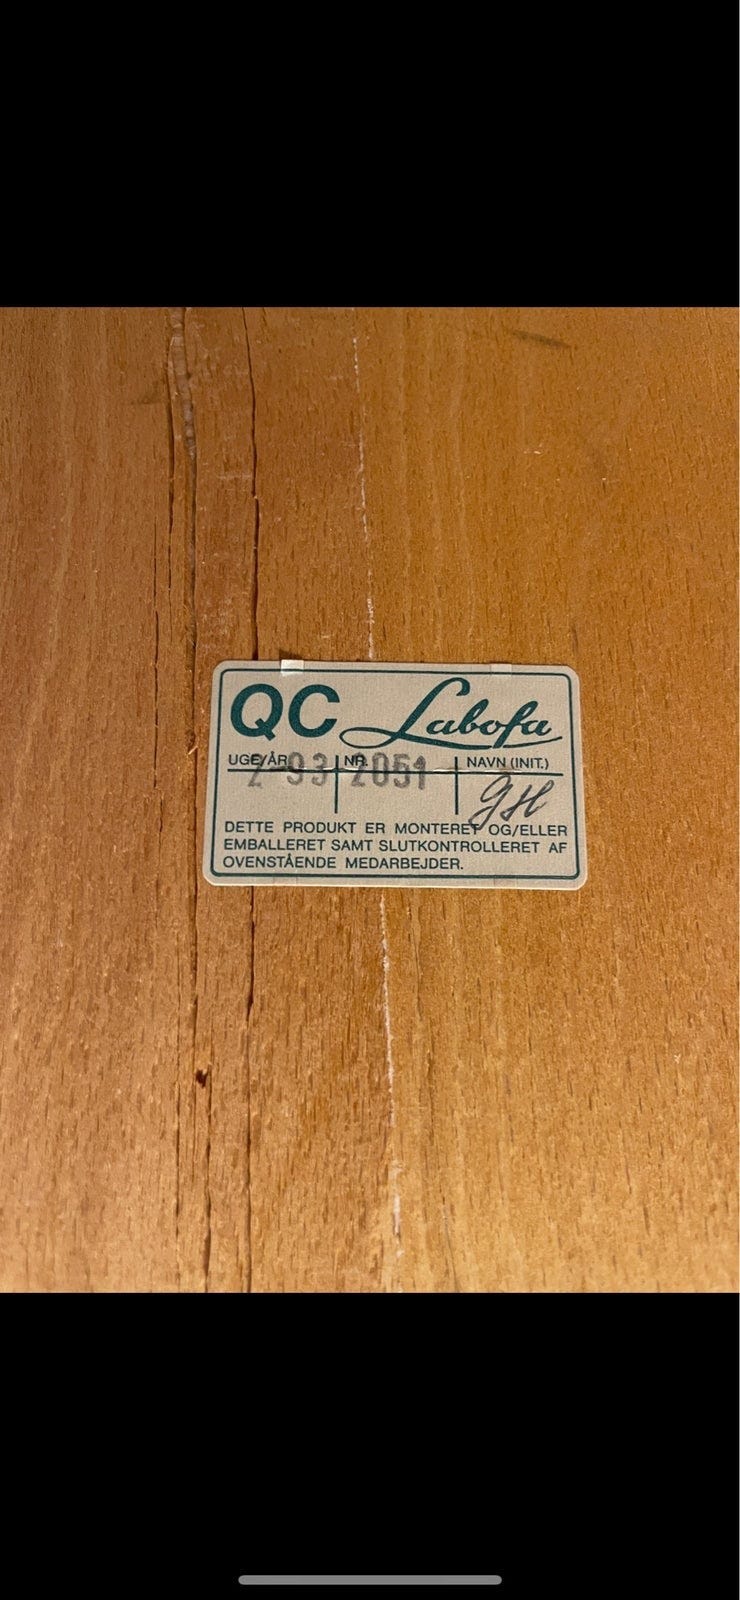 QC Labofa
UGE/ÅR NR. NAVN (INIT.)
2-93-2051
GH
DETTE PRODUKT ER MONTERET OG/ELLER
EMBALLERET SAMT SLUTKONTROLLERET AF
OVENSTÅENDE MEDARBEJDER.